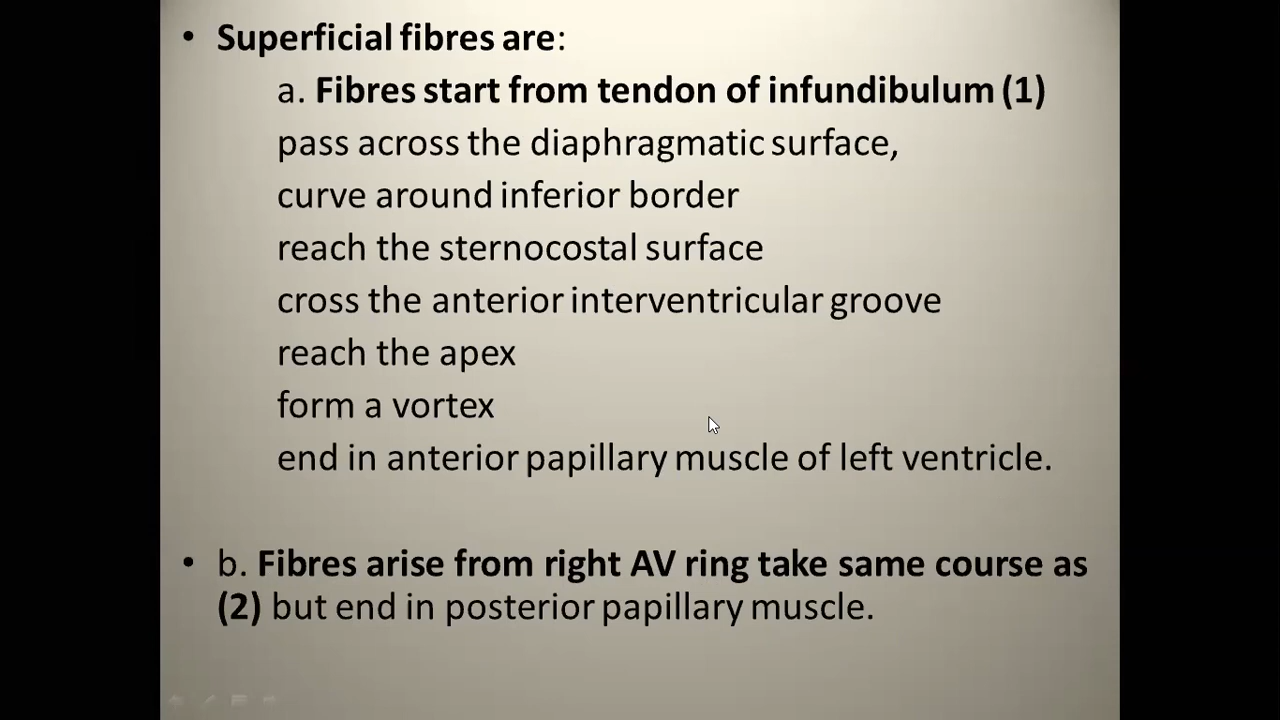 • Superficial fibres are:
a. Fibres start from tendon of infundibulum (1)
pass across the diaphragmatic surface,
curve around inferior border
reach the sternocostal surface
cross the anterior interventricular groove
reach the apex
form a vortex
end in anterior papillary muscle of left ventricle.
• b. Fibres arise from right AV ring take same course as
(2) but end in posterior papillary muscle.